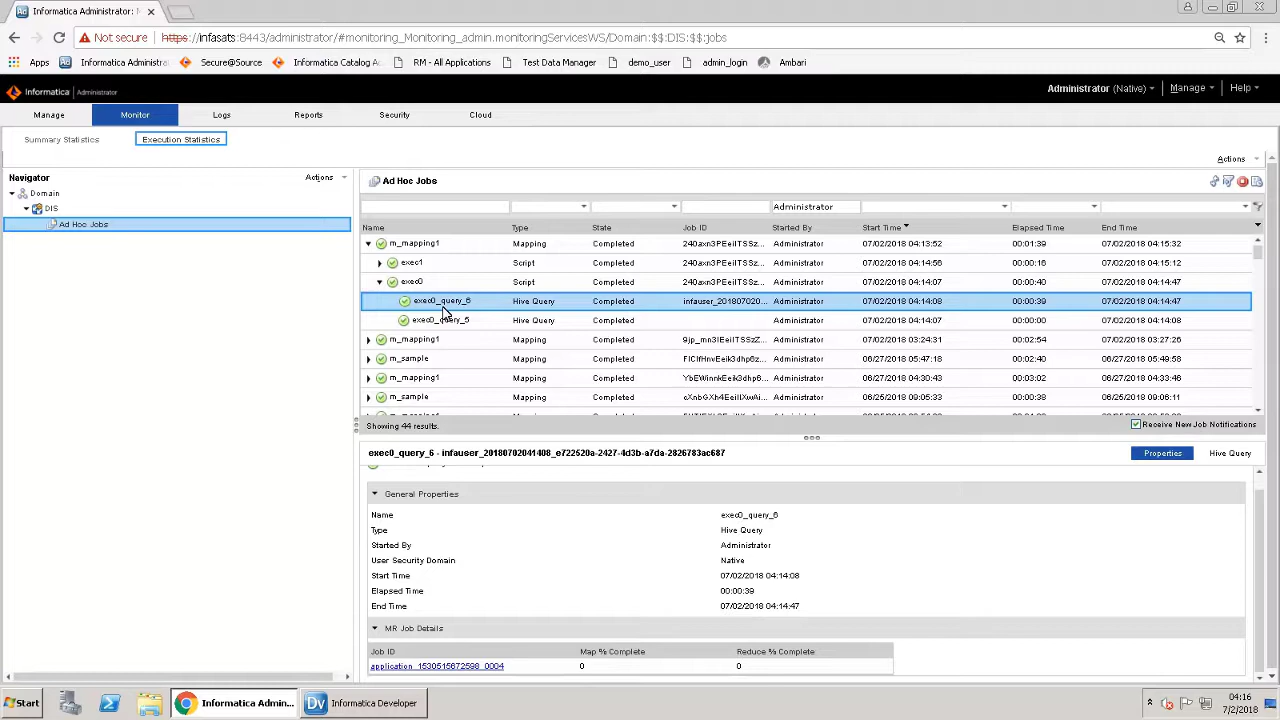 Informatica Administrator: M
Not secure https://infasats:8443/administrator/#monitoring_Monitoring_admin.monitoringServicesWS/Domain:$$:DIS:$$:jobs
Apps Informatica Administra Secure@Source Informatica Catalog A RM - All Applications Test Data Manager demo_user admin_login Ambari
Informatica Administrator Administrator (Native) Manage Help
Manage Monitor Logs Reports Security Cloud
Summary Statistics Execution Statistics
Actions
Navigator Actions
Domain
DIS
Ad Hoc Jobs
Ad Hoc Jobs
Administrator
Name Type State Job ID Started By Start Time Elapsed Time End Time
m_mapping1 Mapping Completed 240axn3PEeiITSSz... Administrator 07/02/2018 04:13:52 00:01:39 07/02/2018 04:15:32
exec1 Script Completed 240axn3PEeiITSSz... Administrator 07/02/2018 04:14:56 00:00:15 07/02/2018 04:15:12
exec0 Script Completed 240axn3PEeiITSSz... Administrator 07/02/2018 04:14:07 00:00:40 07/02/2018 04:14:47
exec0_query_6 Hive Query Completed infauser_201807020... Administrator 07/02/2018 04:14:08 00:00:39 07/02/2018 04:14:47
exec0_query_5 Hive Query Completed Administrator 07/02/2018 04:14:07 00:00:00 07/02/2018 04:14:08
m_mapping1 Mapping Completed Administrator 07/02/2018 03:24:31 00:02:54 07/02/2018 03:27:26
m_sample Mapping Completed Administrator 06/27/2018 05:47:18 00:02:40 06/27/2018 05:49:58
m_mapping1 Mapping Completed Administrator 06/27/2018 04:30:43 00:03:02 06/27/2018 04:33:46
m_sample Mapping Completed Administrator 06/25/2018 09:05:33 00:00:38 06/25/2018 09:06:11
Showing 44 results. Receive New Job Notifications
exec0_query_6 - infauser_20180702041408_e722520a-2427-4d3b-a7da-2826783ac687 Properties Hive Query
General Properties
Name exec0_query_6
Type Hive Query
Started By Administrator
User Security Domain Native
Start Time 07/02/2018 04:14:08
Elapsed Time 00:00:39
End Time 07/02/2018 04:14:47
MR Job Details
Job ID Map % Complete Reduce % Complete
application_1530515872598_0004 0 0
Start Informatica Admin... Informatica Developer 04:16
7/2/2018